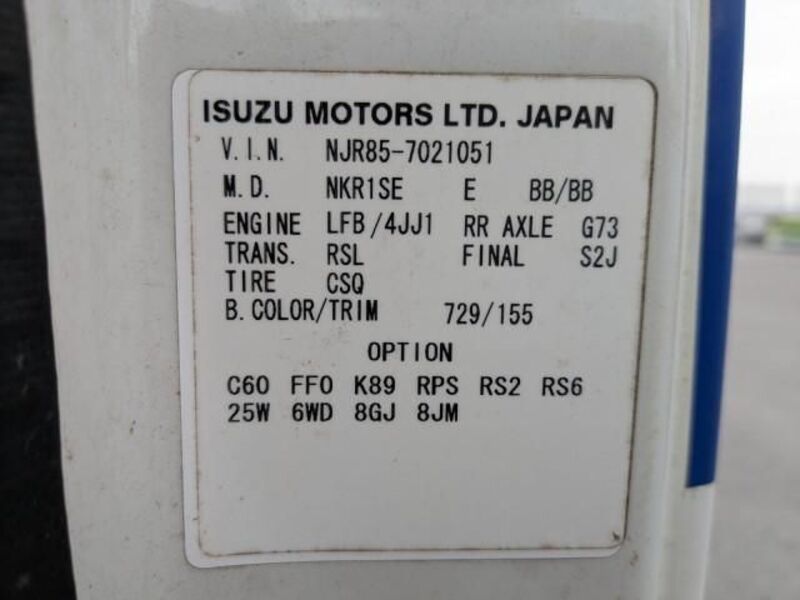 ISUZU MOTORS LTD. JAPAN
V.I.N. NJR85-7021051
M.D. NKR1SE E BB/BB
ENGINE LFB/4JJ1 RR AXLE G73
TRANS. RSL FINAL S2J
TIRE CSQ
B.COLOR/TRIM 729/155
OPTION
C60 FF0 K89 RPS RS2 RS6
25W 6WD 8GJ 8JM